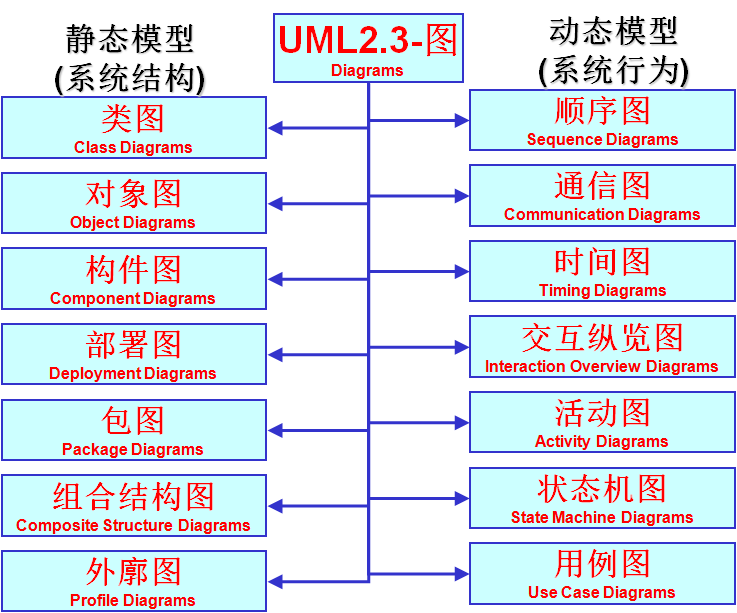 UML2.3-图
Diagrams
静态模型
(系统结构)
类图
Class Diagrams
对象图
Object Diagrams
构件图
Component Diagrams
部署图
Deployment Diagrams
包图
Package Diagrams
组合结构图
Composite Structure Diagrams
外廓图
Profile Diagrams
动态模型
(系统行为)
顺序图
Sequence Diagrams
通信图
Communication Diagrams
时间图
Timing Diagrams
交互纵览图
Interaction Overview Diagrams
活动图
Activity Diagrams
状态机图
State Machine Diagrams
用例图
Use Case Diagrams